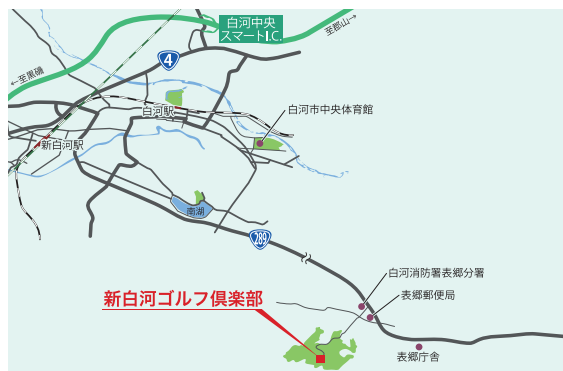 白河中央
スマートI.C.
至郡山→
←至黒磯
4
白河駅
白河市中央体育館
新白河駅
南湖
289
白河消防署表郷分署
表郷郵便局
新白河ゴルフ倶楽部
表郷庁舎